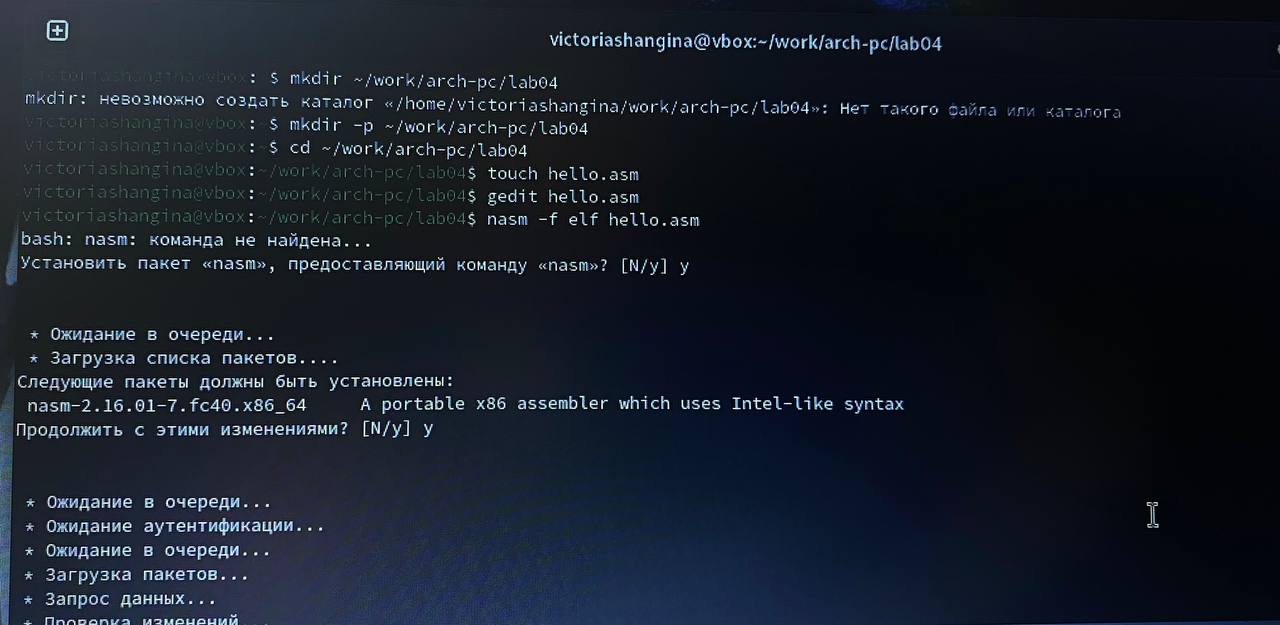 victoriashangina@vbox:~/work/arch-pc/lab04
victoriashangina@vbox: $ mkdir ~/work/arch-pc/lab04
mkdir: невозможно создать каталог «/home/victoriashangina/work/arch-pc/lab04»: Нет такого файла или каталога
victoriashangina@vbox: $ mkdir -p ~/work/arch-pc/lab04
victoriashangina@vbox: $ cd ~/work/arch-pc/lab04
victoriashangina@vbox:~/work/arch-pc/lab04$ touch hello.asm
victoriashangina@vbox:~/work/arch-pc/lab04$ gedit hello.asm
victoriashangina@vbox:~/work/arch-pc/lab04$ nasm -f elf hello.asm
bash: nasm: команда не найдена...
Установить пакет «nasm», предоставляющий команду «nasm»? [N/y] y
* Ожидание в очереди...
* Загрузка списка пакетов....
Следующие пакеты должны быть установлены:
nasm-2.16.01-7.fc40.x86_64 A portable x86 assembler which uses Intel-like syntax
Продолжить с этими изменениями? [N/y] y
* Ожидание в очереди...
* Ожидание аутентификации...
* Ожидание в очереди...
* Загрузка пакетов...
* Запрос данных...
* Проверка изменений...